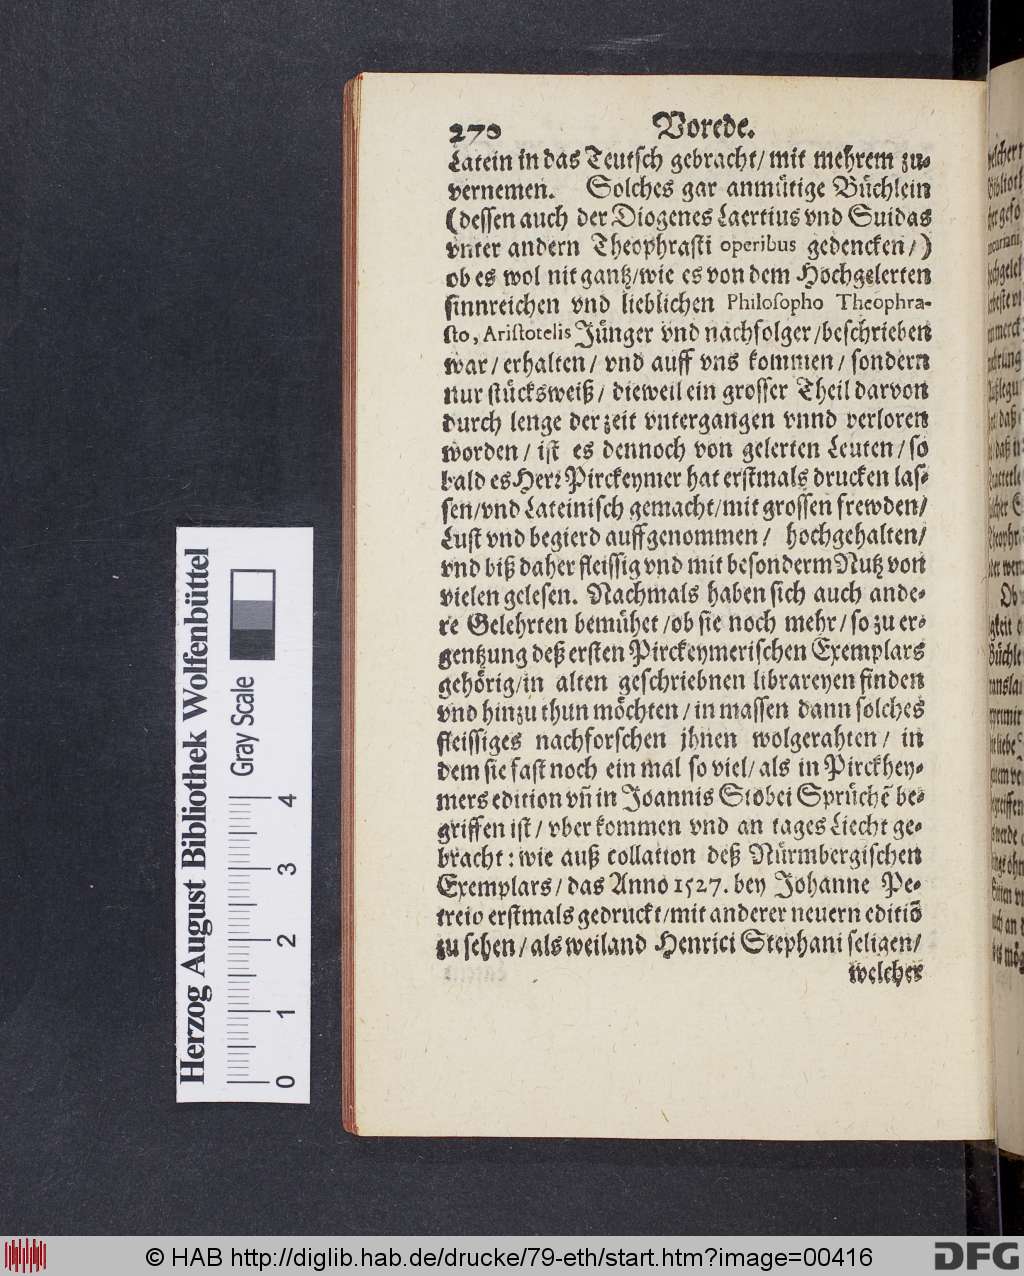 270 Vorede.
Latein in das Teutsch gebracht/ mit mehrem zu-
vernemen. Solches gar anmütige Büchlein
(dessen auch der Diogenes Laertius vnd Suidas
vnter andern Theophrasti operibus gedencken/)
ob es wol nit gantz/wie es von dem Hochgelerten
sinnreichen vnd lieblichen Philosopho Theophra-
sto, Aristotelis Jünger vnd nachfolger/beschrieben
war/ erhalten/ vnd auff vns kommen/ sondern
nur stücksweiß/ dieweil ein grosser Theil darvon
durch lenge der zeit vntergangen vnnd verloren
worden/ ist es dennoch von gelerten Leuten/ so
bald es Herr Pirckeymer hat erstmals drucken las-
sen/vnd Lateinisch gemacht/mit grossen frewden/
Lust vnd begierd auffgenommen/ hochgehalten/
vnd biß daher fleissig vnd mit besonderm Nutz von
vielen gelesen. Nachmals haben sich auch ande-
re Gelehrten bemühet/ob sie noch mehr/ so zu er-
gentzung deß ersten Pirckeymerischen Exemplars
gehörig/in alten geschriebnen librareyen finden
vnd hinzu thun möchten/ in massen dann solches
fleissiges nachforschen jhnen wolgerahten/ in
dem sie fast noch ein mal so viel/ als in Pirckhey-
mers edition vñ in Joannis Stobei Sprüchẽ be-
griffen ist/ vberkommen vnd an tages Liecht ge-
bracht: wie auß collation deß Nürmbergischen
Exemplars/ das Anno 1527. bey Johanne Pe-
treio erstmals gedruckt/mit anderer neuern editiõ
zu sehen/ als weiland Henrici Stephani seligen/
welcher
Herzog August Bibliothek Wolfenbüttel
Gray Scale
0 1 2 3 4
© HAB http://diglib.hab.de/drucke/79-eth/start.htm?image=00416
DFG